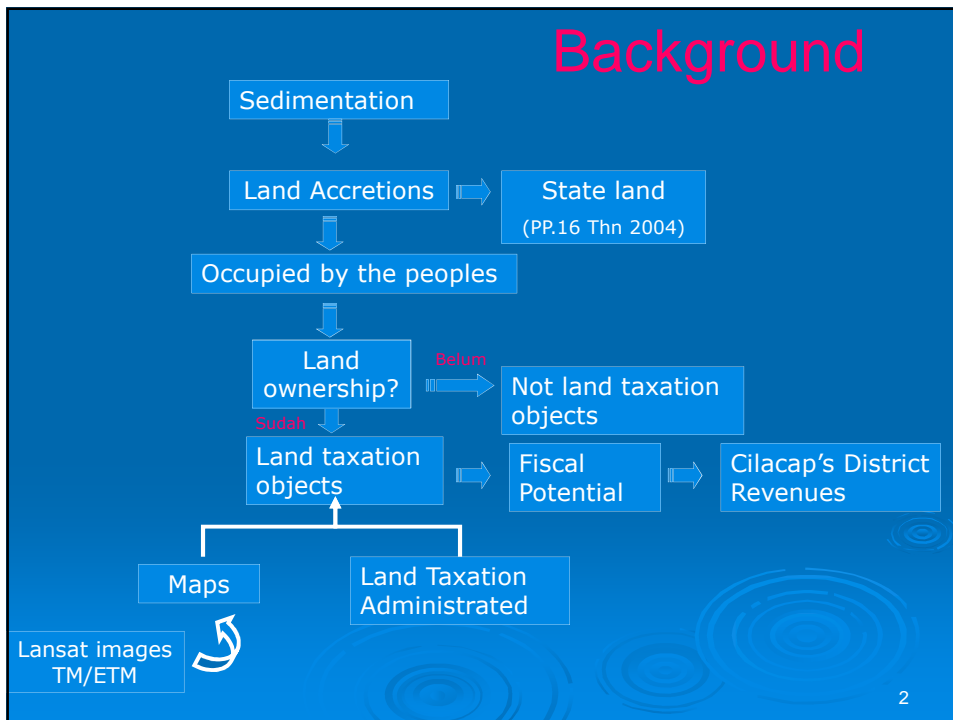 Background
Sedimentation
Land Accretions
State land
(PP.16 Thn 2004)
Occupied by the peoples
Land
ownership?
Belum
Not land taxation
objects
Sudah
Land taxation
objects
Fiscal
Potential
Cilacap's District
Revenues
Maps
Land Taxation
Administrated
Lansat images
TM/ETM
2